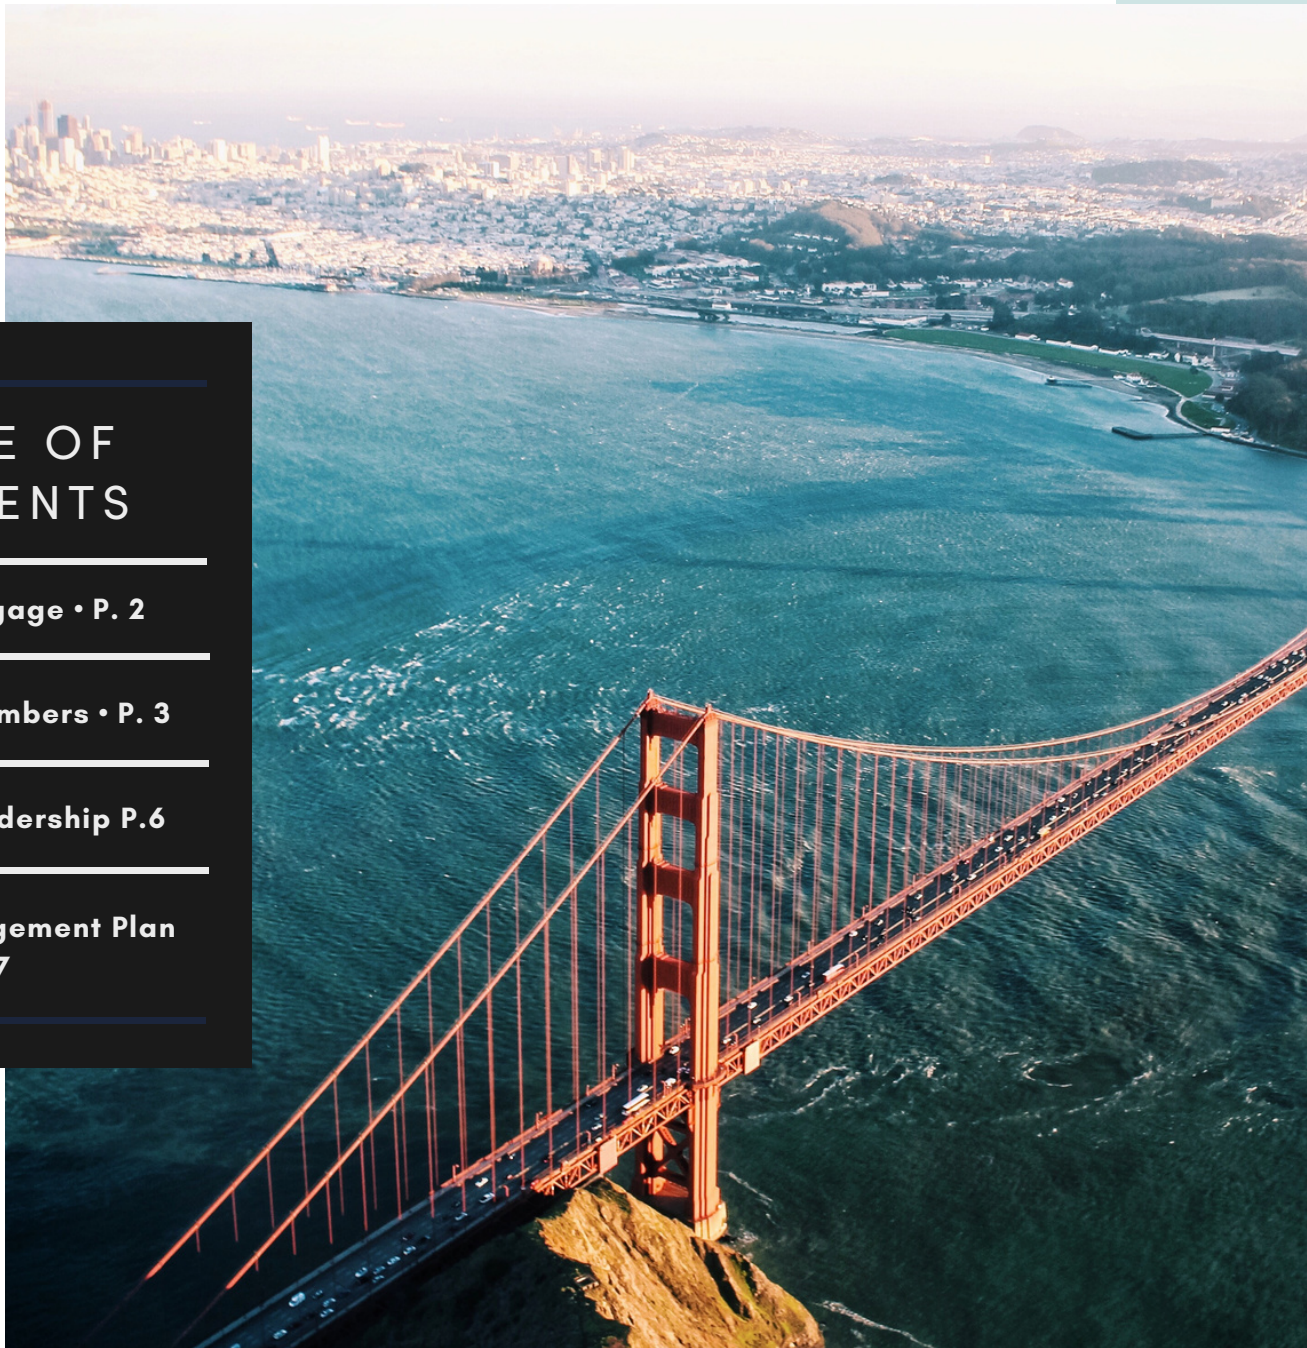 E OF
ENTS
gage • P. 2
mbers • P. 3
dership P.6
gement Plan
7